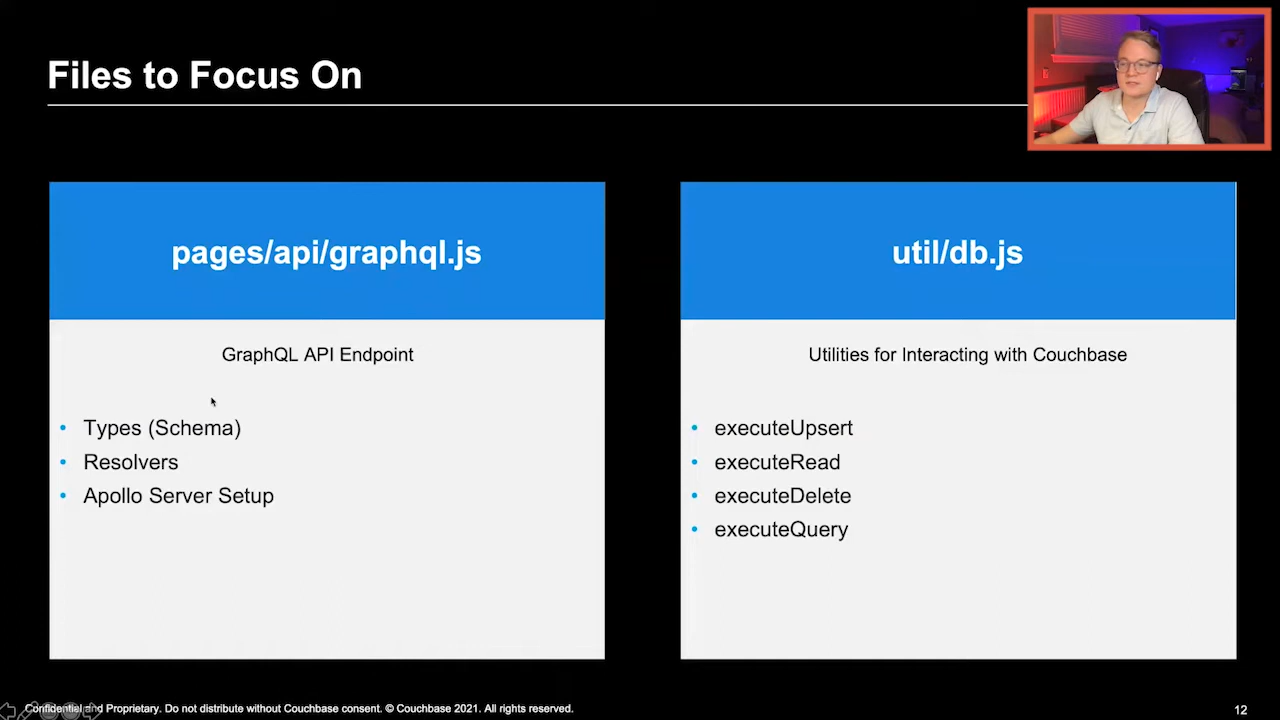 Files to Focus On
pages/api/graphql.js
GraphQL API Endpoint
• Types (Schema)
• Resolvers
• Apollo Server Setup
util/db.js
Utilities for Interacting with Couchbase
• executeUpsert
• executeRead
• executeDelete
• executeQuery
Confidential and Proprietary. Do not distribute without Couchbase consent. © Couchbase 2021. All rights reserved.
12